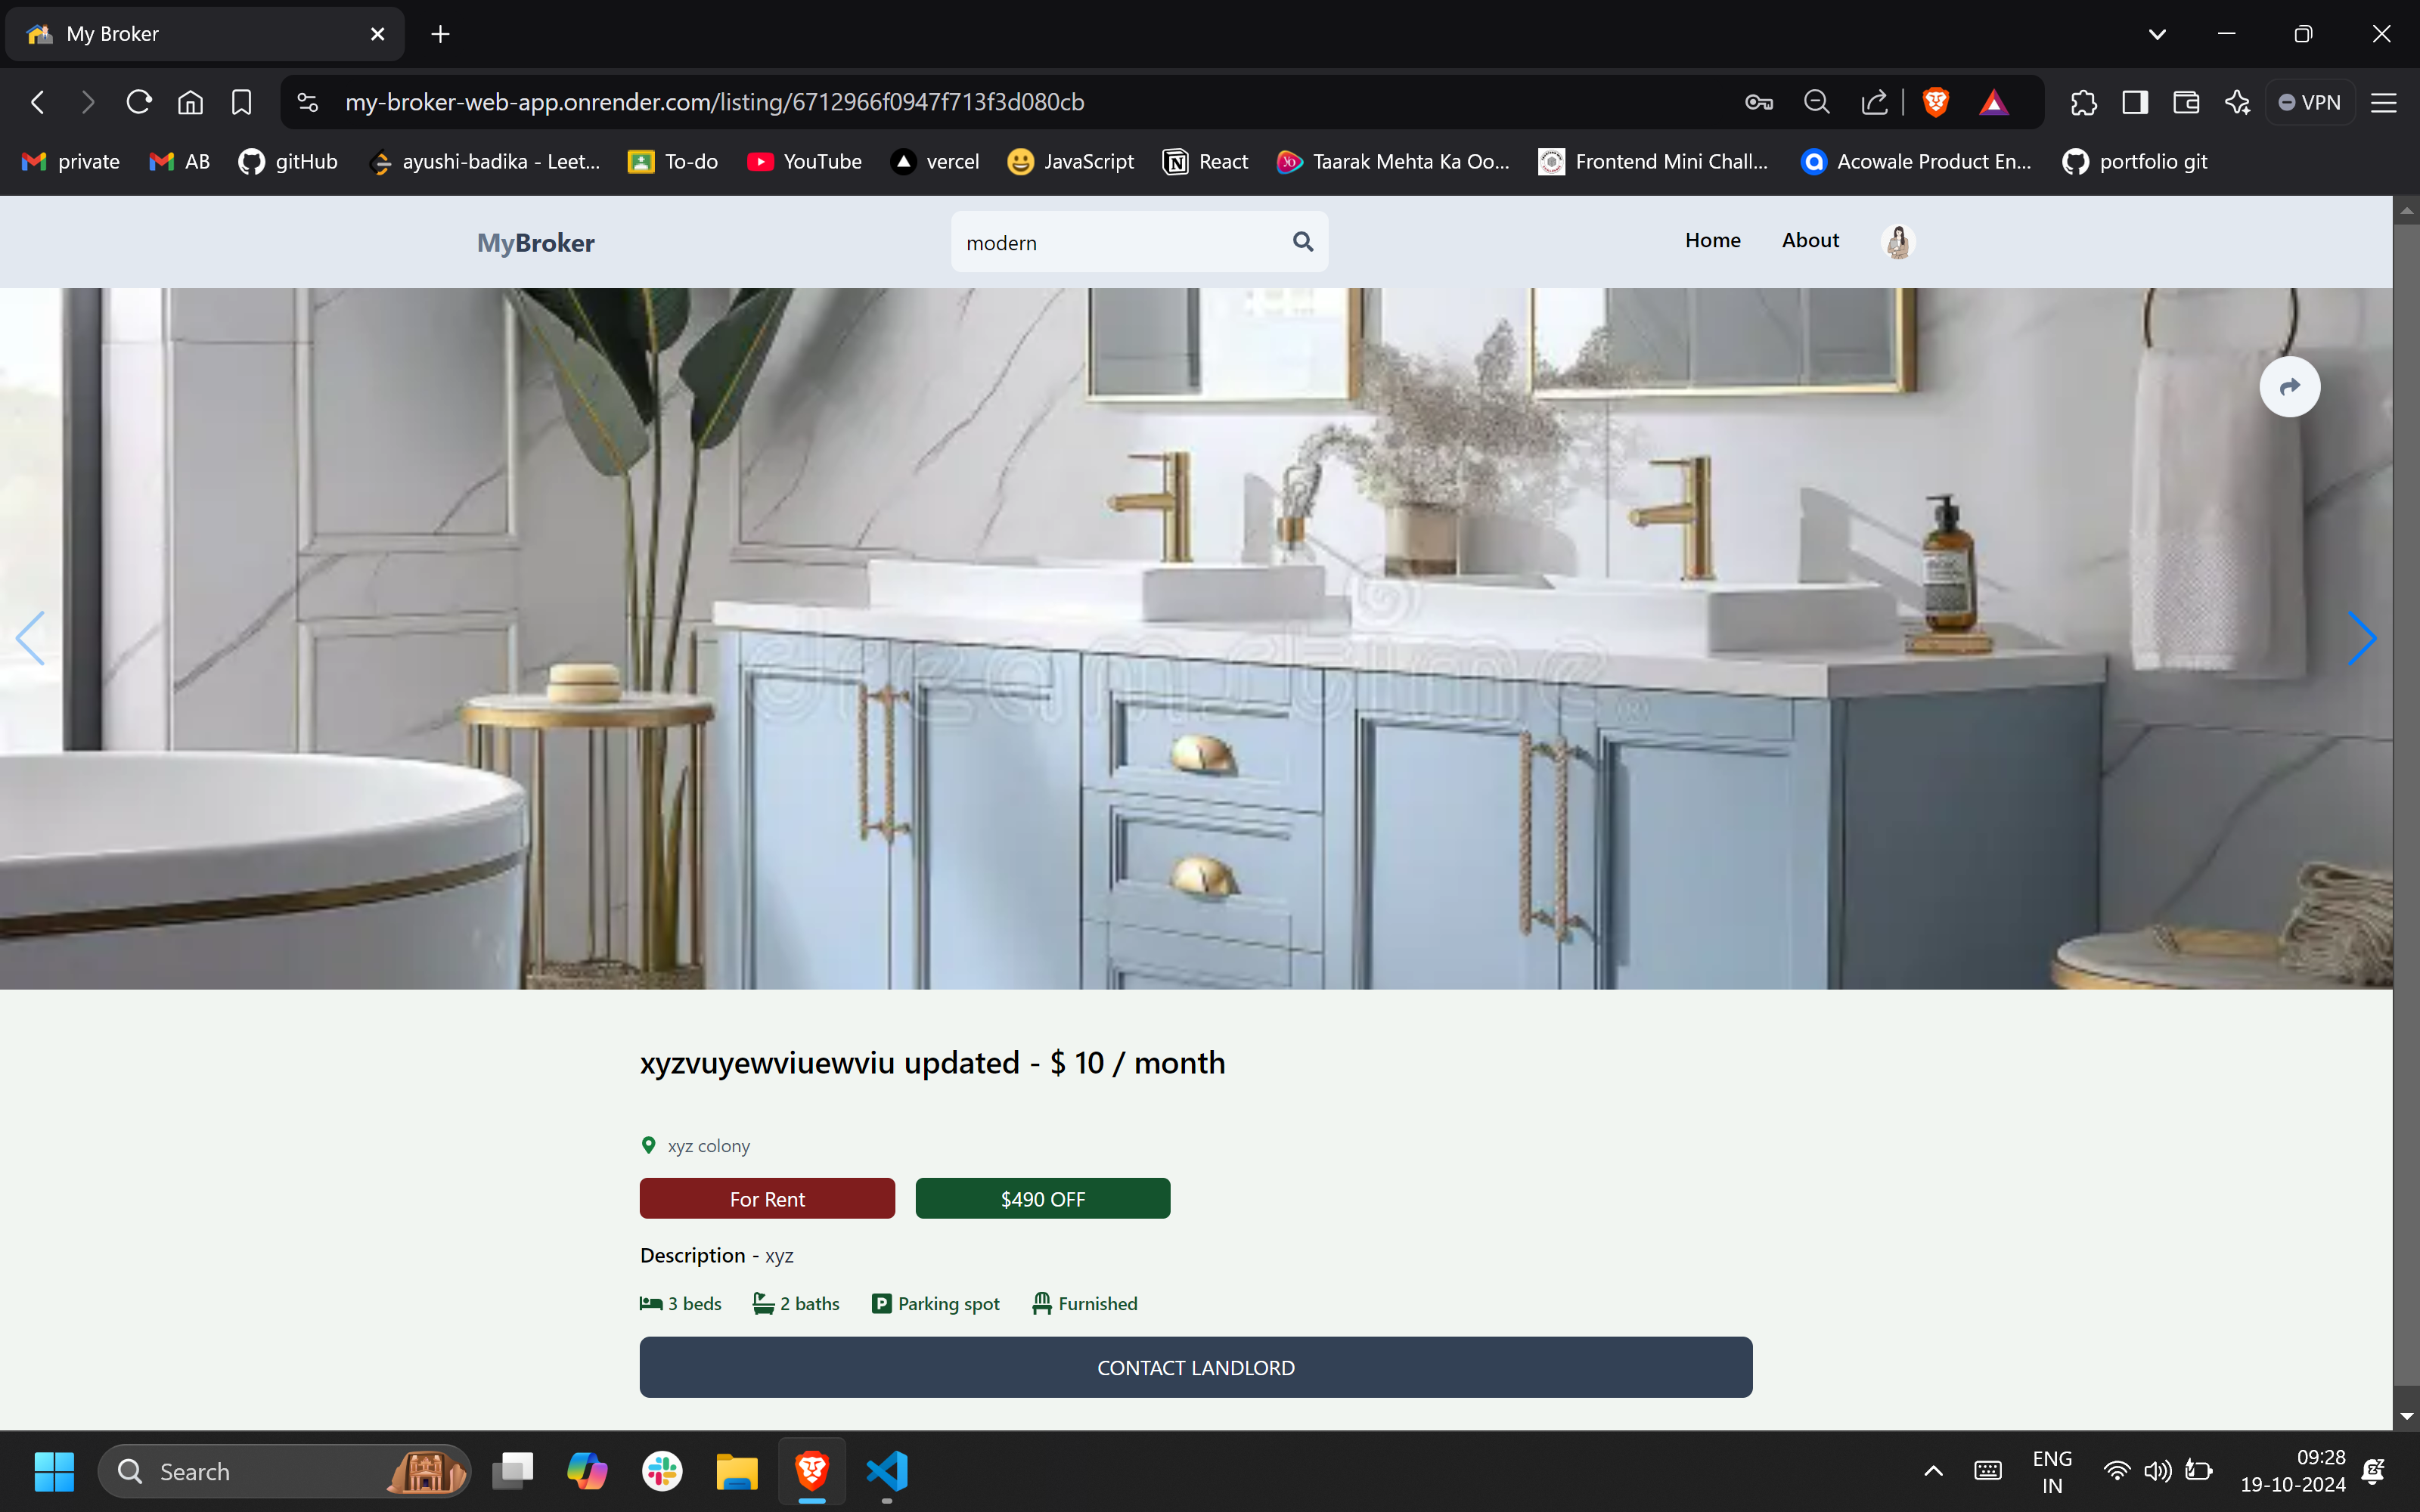 My Broker
my-broker-web-app.onrender.com/listing/6712966f0947f713f3d080cb
VPN
private
AB
gitHub
ayushi-badika - Leet...
To-do
YouTube
vercel
JavaScript
React
Taarak Mehta Ka Oo...
Frontend Mini Chall...
Acowale Product En...
portfolio git
MyBroker
modern
Home
About
dreamstime
xyzvuyewviuewviu updated - $ 10 / month
xyz colony
For Rent
$490 OFF
Description - xyz
3 beds
2 baths
P Parking spot
Furnished
CONTACT LANDLORD
Search
ENG
IN
09:28
19-10-2024